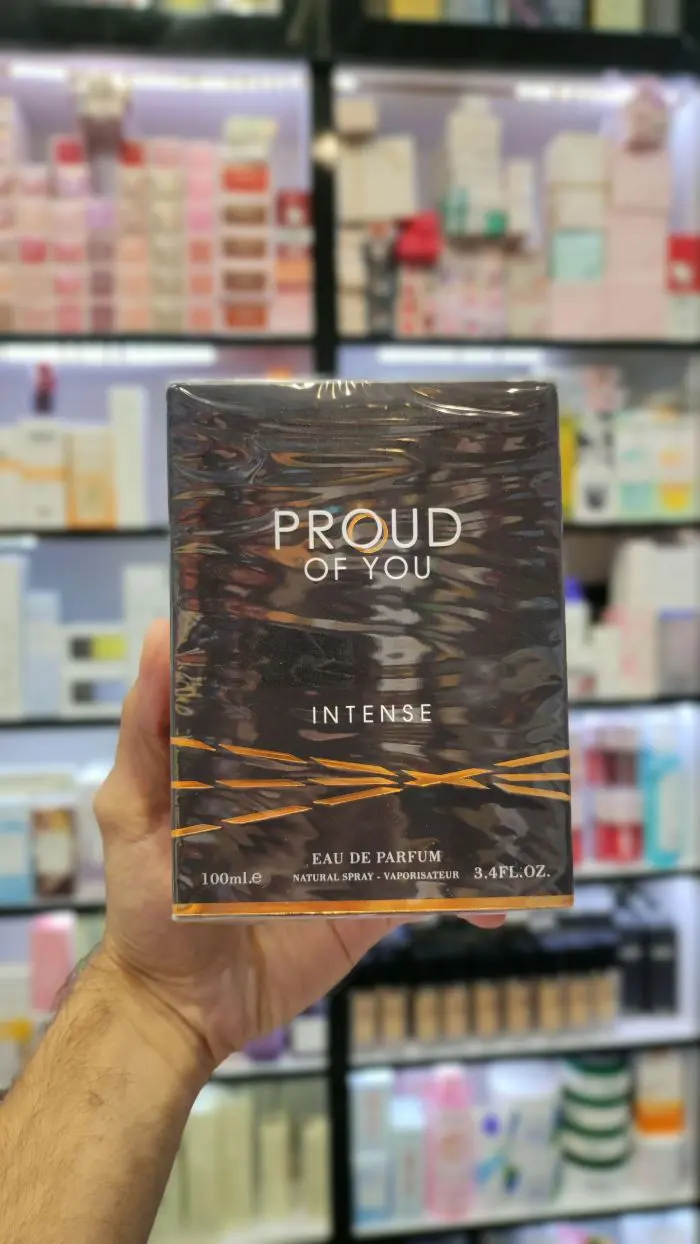 PROUD
OF YOU
INTENSE
EAU DE PARFUM
100ml.e NATURAL SPRAY - VAPORISATEUR 3.4FL.OZ.